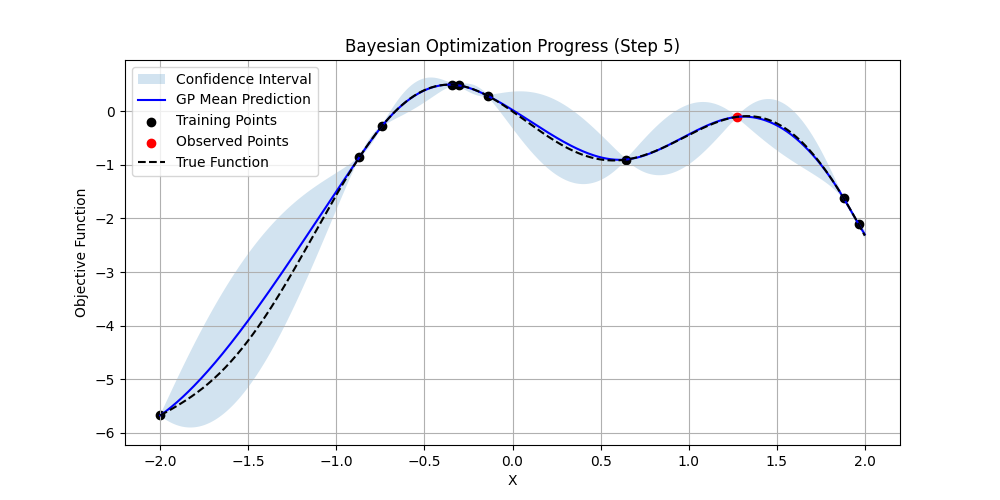 Bayesian Optimization Progress (Step 5)
Confidence Interval
GP Mean Prediction
Training Points
Observed Points
True Function
Objective Function
0
−1
−2
−3
−4
−5
−6
−2.0 −1.5 −1.0 −0.5 0.0 0.5 1.0 1.5 2.0
X